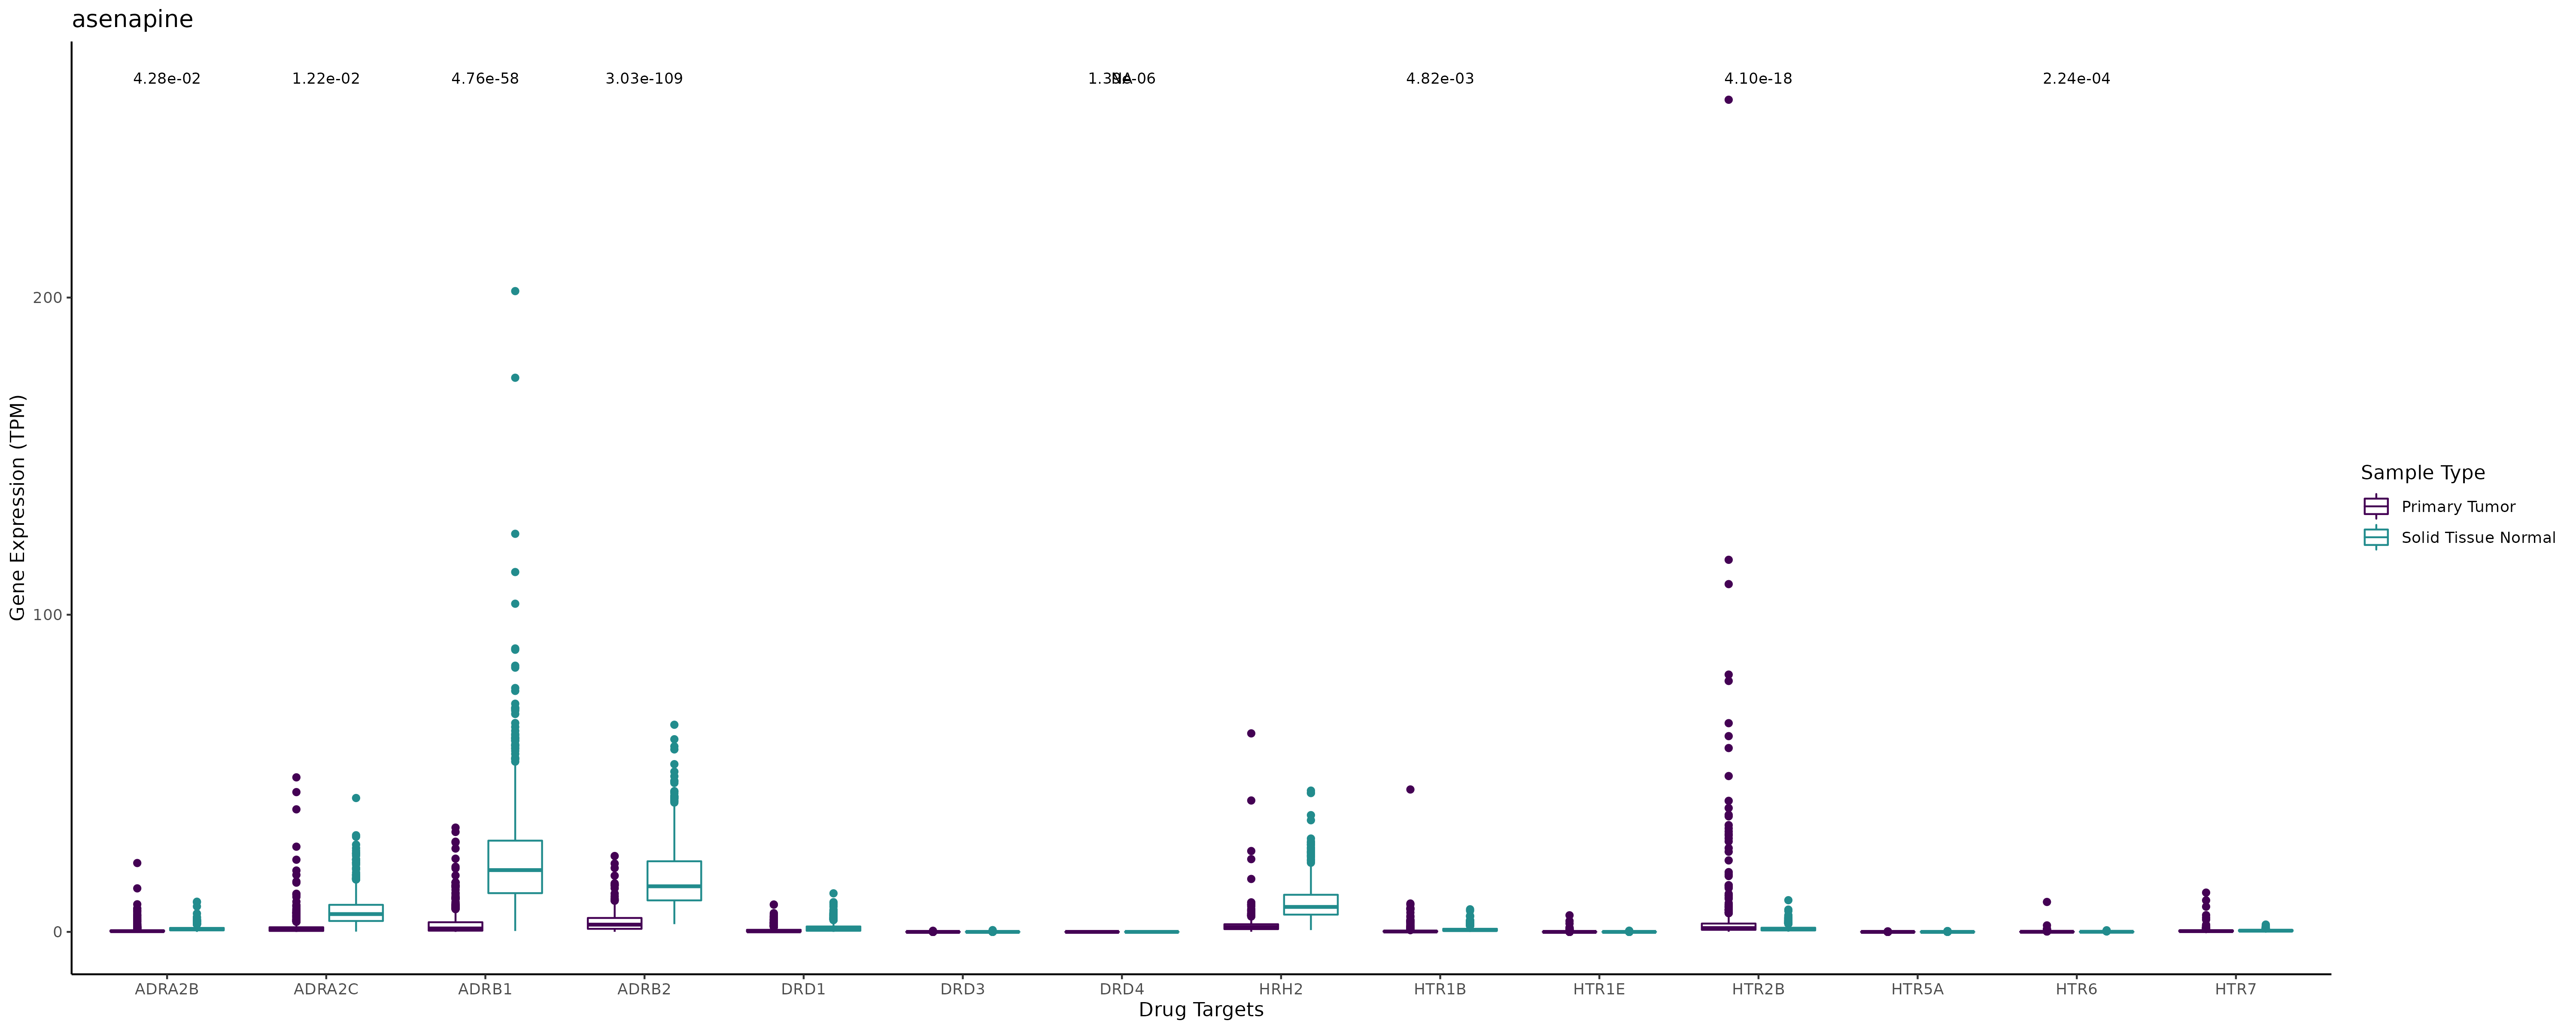 asenapine
4.28e-02 1.22e-02 4.76e-58 3.03e-109 4.82e-03 4.10e-18 2.24e-04
200
100
0
Gene Expression (TPM)
ADRA2B ADRA2C ADRB1 ADRB2 DRD1 DRD3 DRD4 HRH2 HTR1B HTR1E HTR2B HTR5A HTR6 HTR7
Drug Targets
Sample Type
Primary Tumor
Solid Tissue Normal